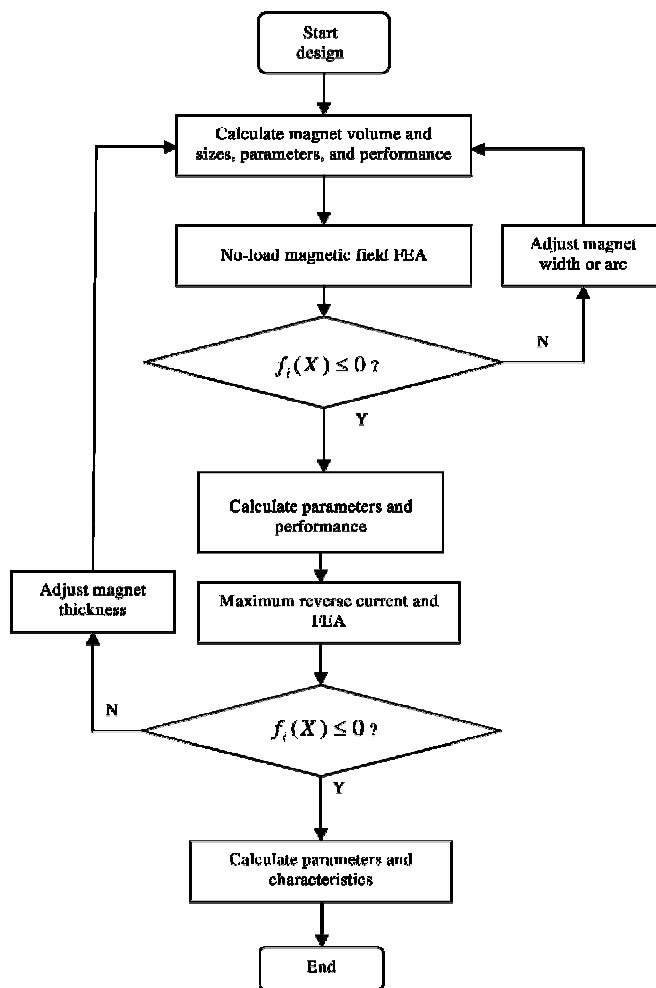 Start
design
Calculate magnet volume and
sizes, parameters, and performance
No-load magnetic field FEA
Adjust magnet
width or arc
N
f_i(X) ≤ 0 ?
Y
Calculate parameters and
performance
Adjust magnet
thickness
Maximum reverse current and
FEA
N
f_i(X) ≤ 0 ?
Y
Calculate parameters and
characteristics
End